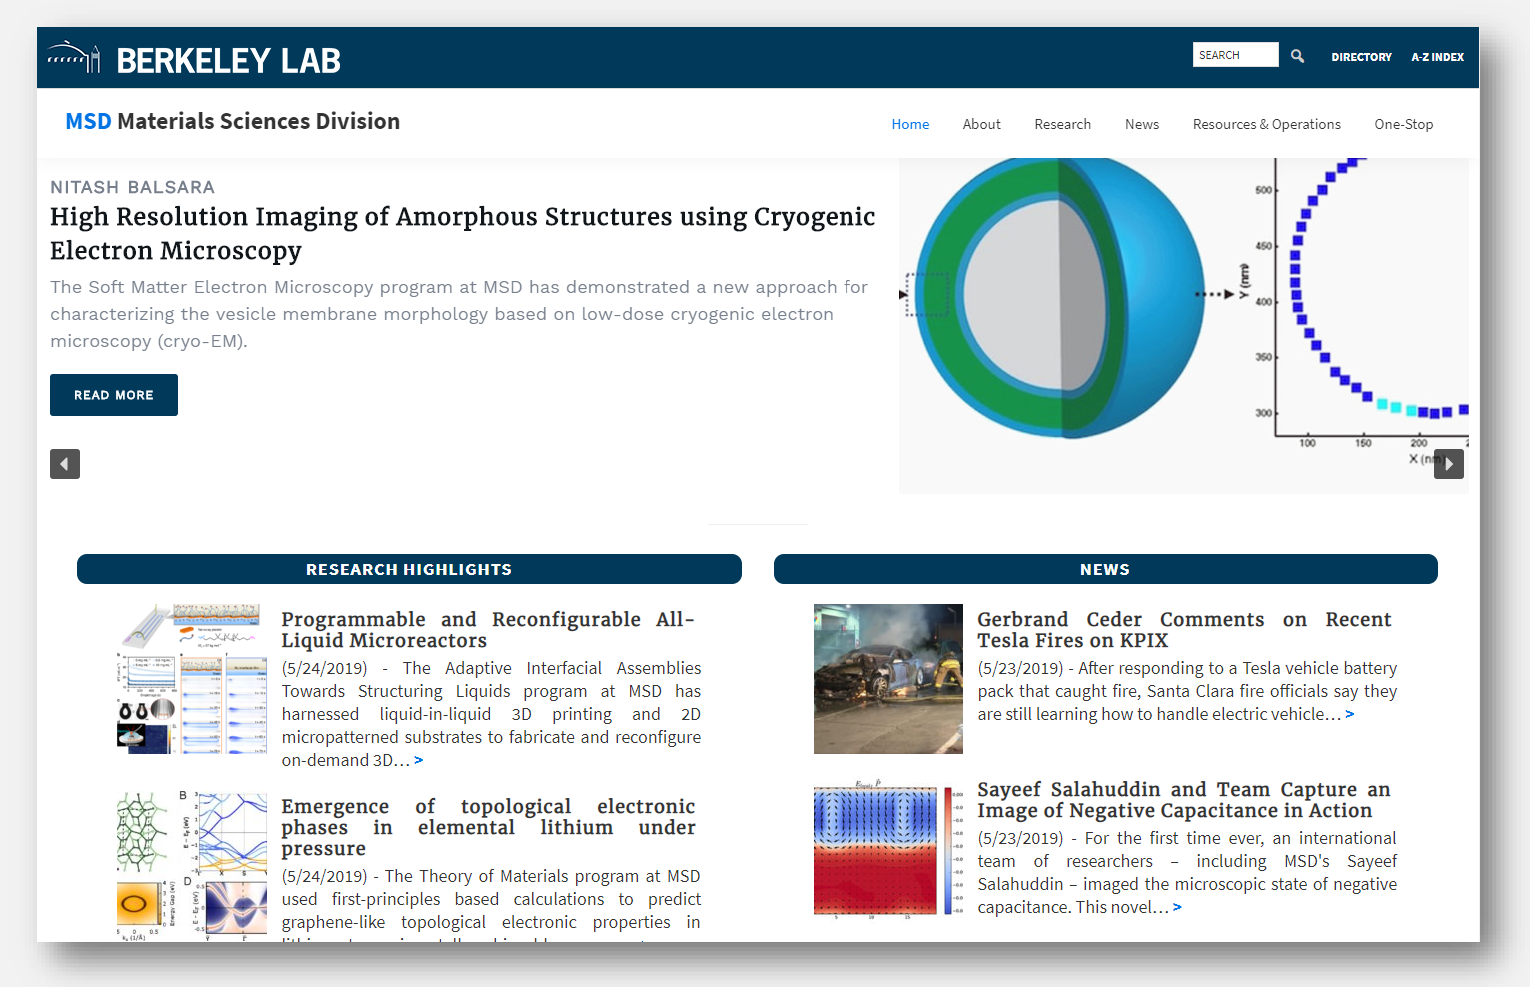 BERKELEY LAB
SEARCH
DIRECTORY
A-Z INDEX
MSD Materials Sciences Division
Home
About
Research
News
Resources & Operations
One-Stop
NITASH BALSARA
High Resolution Imaging of Amorphous Structures using Cryogenic
Electron Microscopy
The Soft Matter Electron Microscopy program at MSD has demonstrated a new approach for
characterizing the vesicle membrane morphology based on low-dose cryogenic electron
microscopy (cryo-EM).
READ MORE
Y (nm)
500
450
400
350
300
100
150
200
X (nm)
RESEARCH HIGHLIGHTS
Programmable and Reconfigurable All-
Liquid Microreactors
(5/24/2019) - The Adaptive Interfacial Assemblies
Towards Structuring Liquids program at MSD has
harnessed liquid-in-liquid 3D printing and 2D
micropatterned substrates to fabricate and reconfigure
on-demand 3D... >
B
E - EF (eV)
D
Energy Gap (eV)
kx (1/Å)
Emergence of topological electronic
phases in elemental lithium under
pressure
(5/24/2019) - The Theory of Materials program at MSD
used first-principles based calculations to predict
graphene-like topological electronic properties in
NEWS
Gerbrand Ceder Comments on Recent
Tesla Fires on KPIX
(5/23/2019) - After responding to a Tesla vehicle battery
pack that caught fire, Santa Clara fire officials say they
are still learning how to handle electric vehicle... >
Sayeef Salahuddin and Team Capture an
Image of Negative Capacitance in Action
(5/23/2019) - For the first time ever, an international
team of researchers – including MSD's Sayeef
Salahuddin – imaged the microscopic state of negative
capacitance. This novel... >
5
10
15